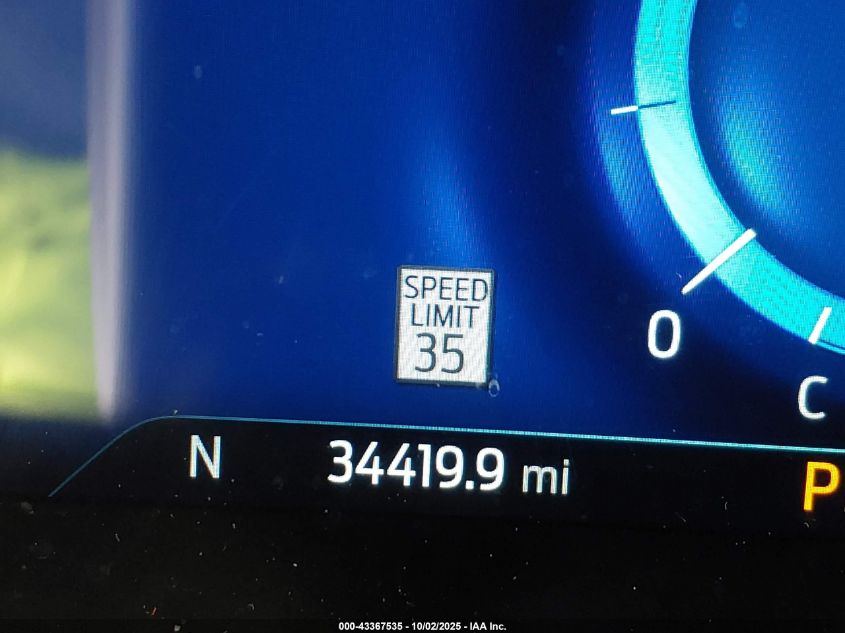 SPEED
LIMIT
35
0
C
N 34419.9 mi P
000-43367535 - 10/02/2025 - IAA Inc.